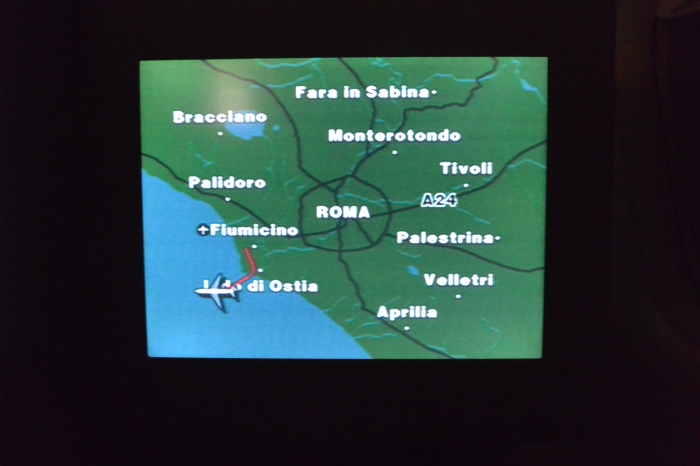 Fara in Sabina
Bracciano
Monterotondo
Tivoli
Palidoro
A24
ROMA
Fiumicino
Palestrina
Velletri
di Ostia
Aprilia